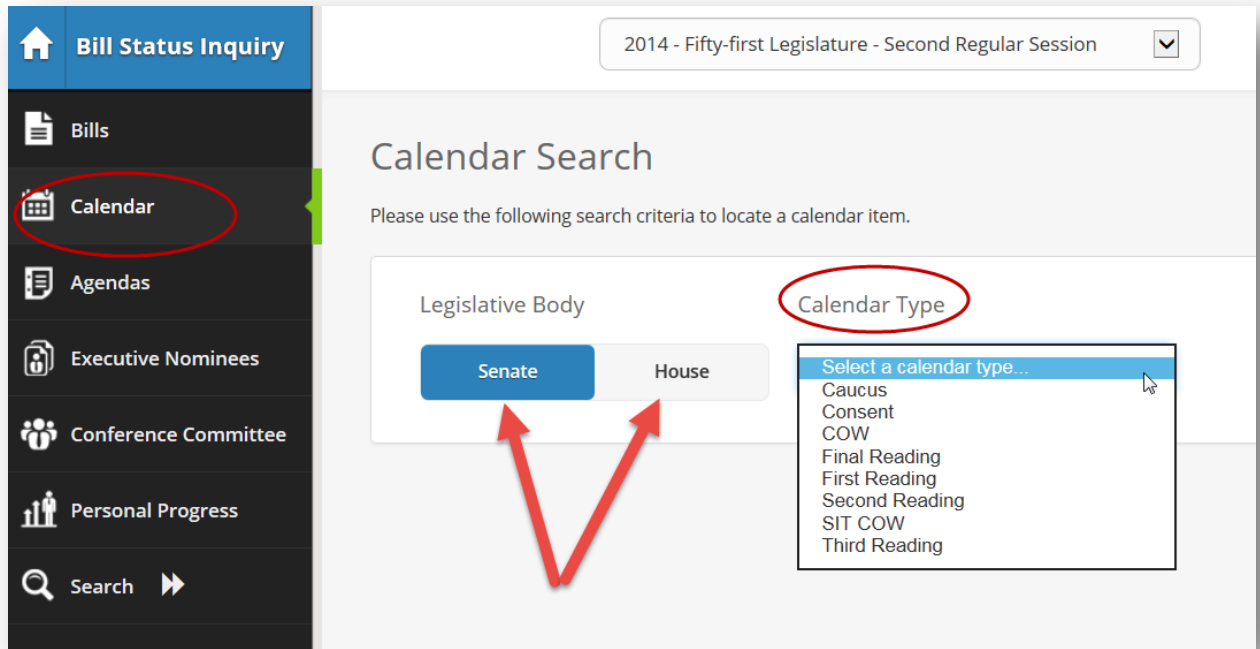 Bill Status Inquiry
2014 - Fifty-first Legislature - Second Regular Session
Bills
Calendar
Agendas
Executive Nominees
Conference Committee
Personal Progress
Search
Calendar Search
Please use the following search criteria to locate a calendar item.
Legislative Body
Senate
House
Calendar Type
Select a calendar type...
Caucus
Consent
COW
Final Reading
First Reading
Second Reading
SIT COW
Third Reading